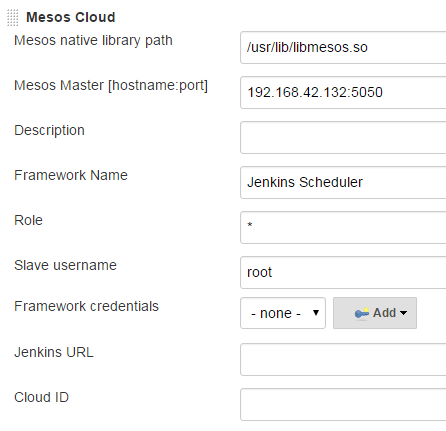 Mesos Cloud
Mesos native library path
/usr/lib/libmesos.so
Mesos Master [hostname:port]
192.168.42.132:5050
Description
Framework Name
Jenkins Scheduler
Role
*
Slave username
root
Framework credentials
- none -
Add
Jenkins URL
Cloud ID